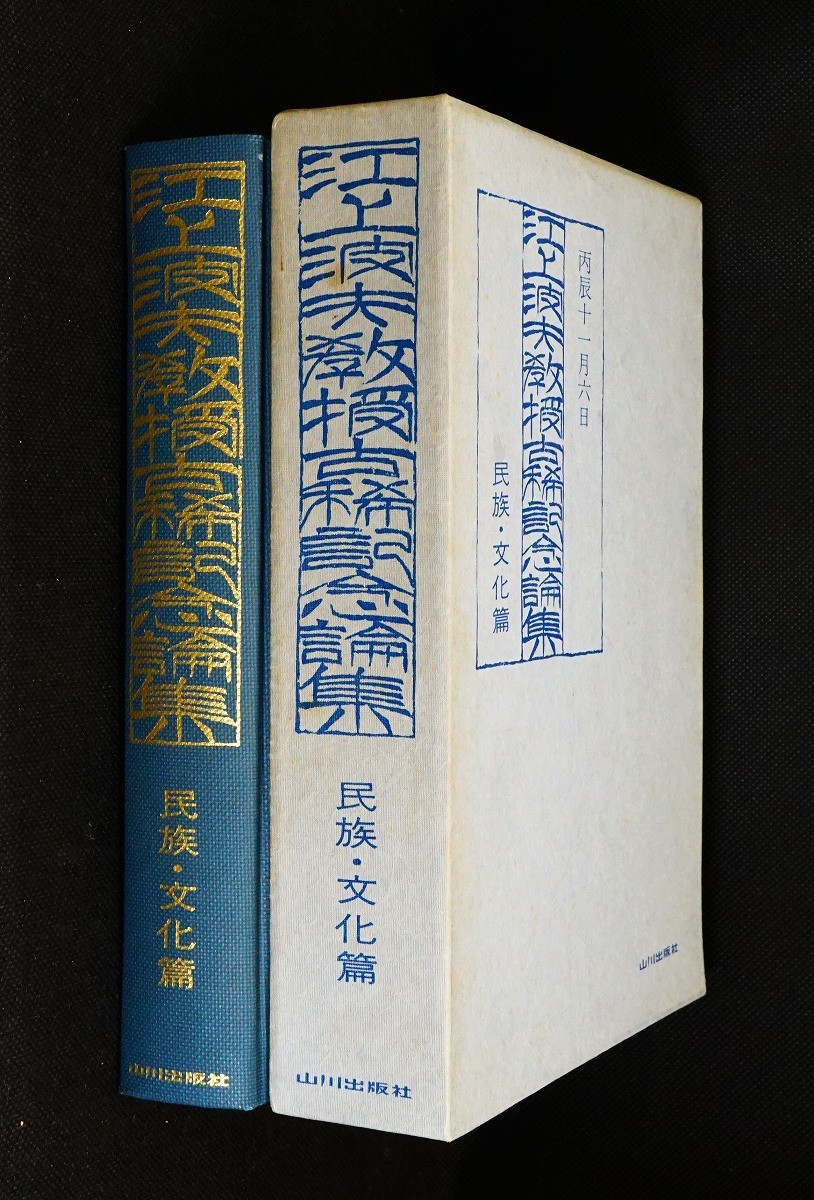 江上波夫教授古稀記念論集
民族・文化篇
山川出版社
江上波夫教授古稀記念論集
民族・文化篇
山川出版社
丙辰十一月六日
江上波夫教授古稀記念論集
民族・文化篇
山川出版社